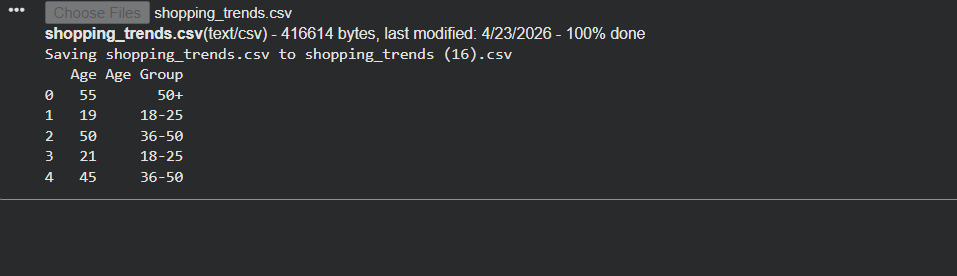 Choose Files shopping_trends.csv
shopping_trends.csv(text/csv) - 416614 bytes, last modified: 4/23/2026 - 100% done
Saving shopping_trends.csv to shopping_trends (16).csv
   Age Age Group
0   55       50+
1   19     18-25
2   50     36-50
3   21     18-25
4   45     36-50